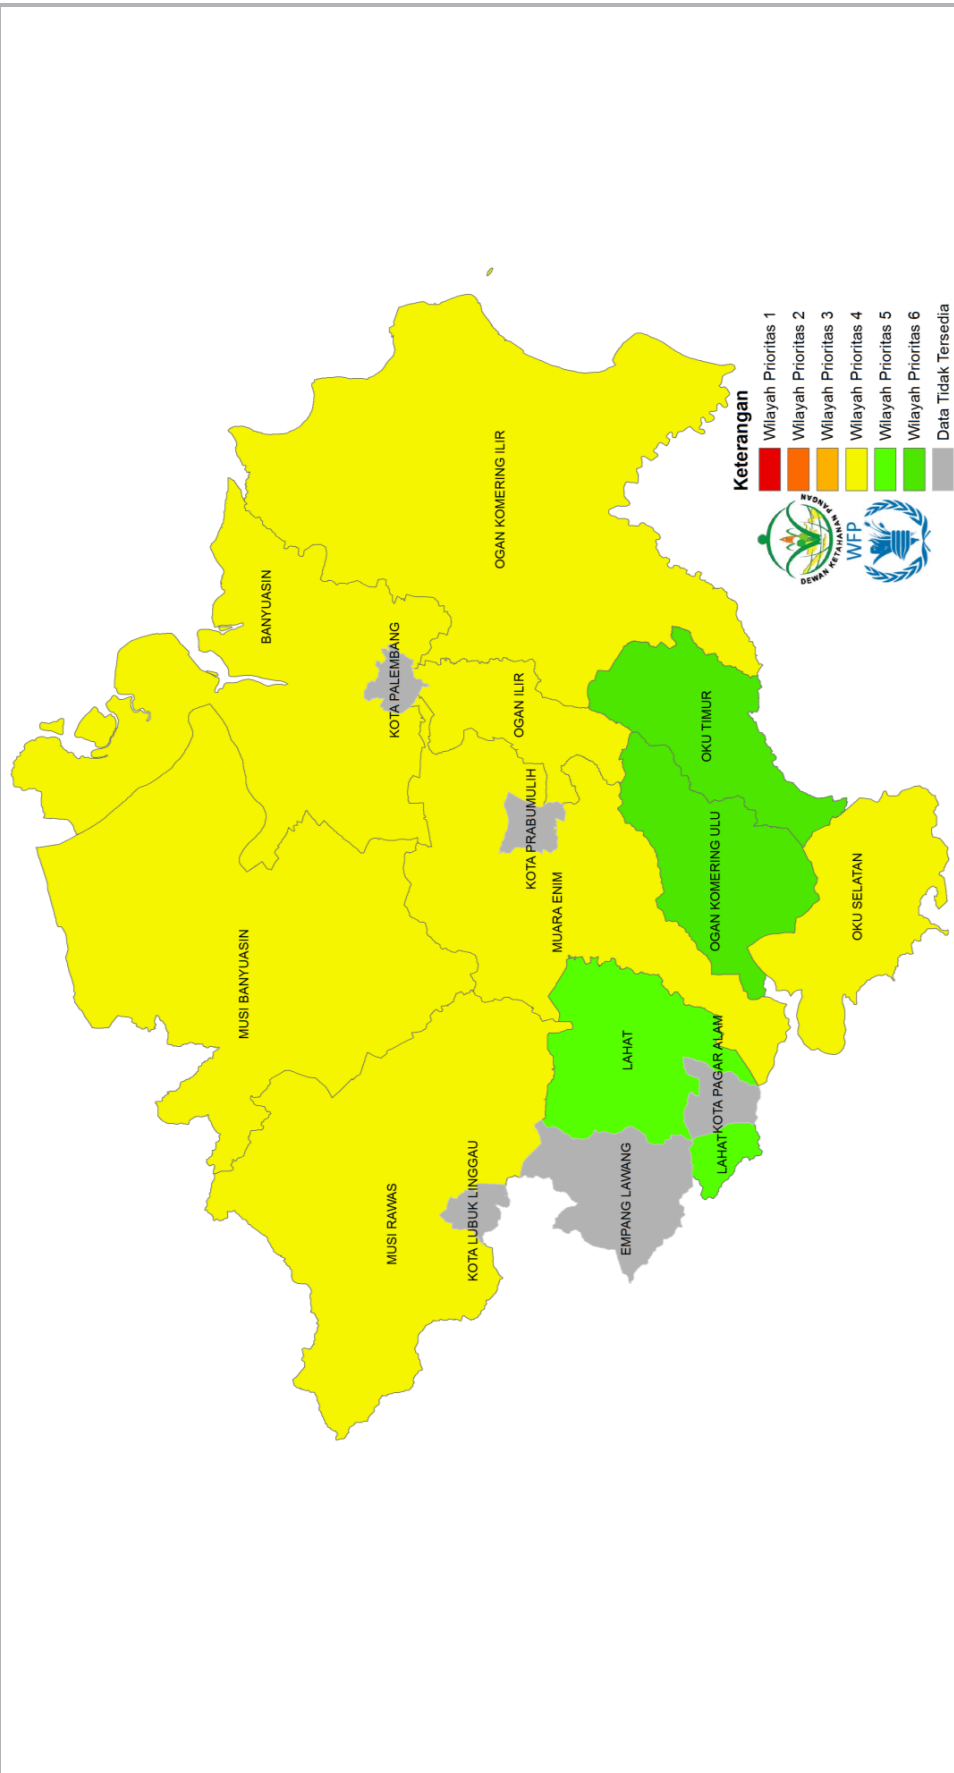 MUSI BANYUASIN
BANYUASIN
MUSI RAWAS
KOTA PALEMBANG
KOTA LUBUK LINGGAU
OGAN KOMERING ILIR
OGAN ILIR
KOTA PRABUMULIH
MUARA ENIM
EMPANG LAWANG
LAHAT
LAHAT
KOTA PAGAR ALAM
OGAN KOMERING ULU
OKU TIMUR
OKU SELATAN
Keterangan
Wilayah Prioritas 1
Wilayah Prioritas 2
Wilayah Prioritas 3
Wilayah Prioritas 4
Wilayah Prioritas 5
Wilayah Prioritas 6
Data Tidak Tersedia
DEWAN KETAHANAN PANGAN
WFP